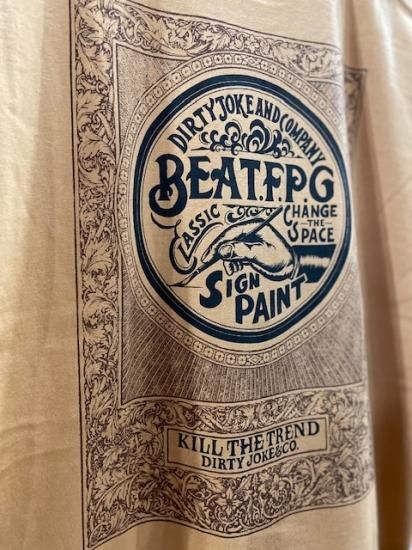 DIRTY JOKE AND COMPANY
BEAT.F.P.G
CLASSIC
CHANGE
THE
SPACE
SIGN
PAINT
KILL THE TREND
DIRTY JOKE&CO.